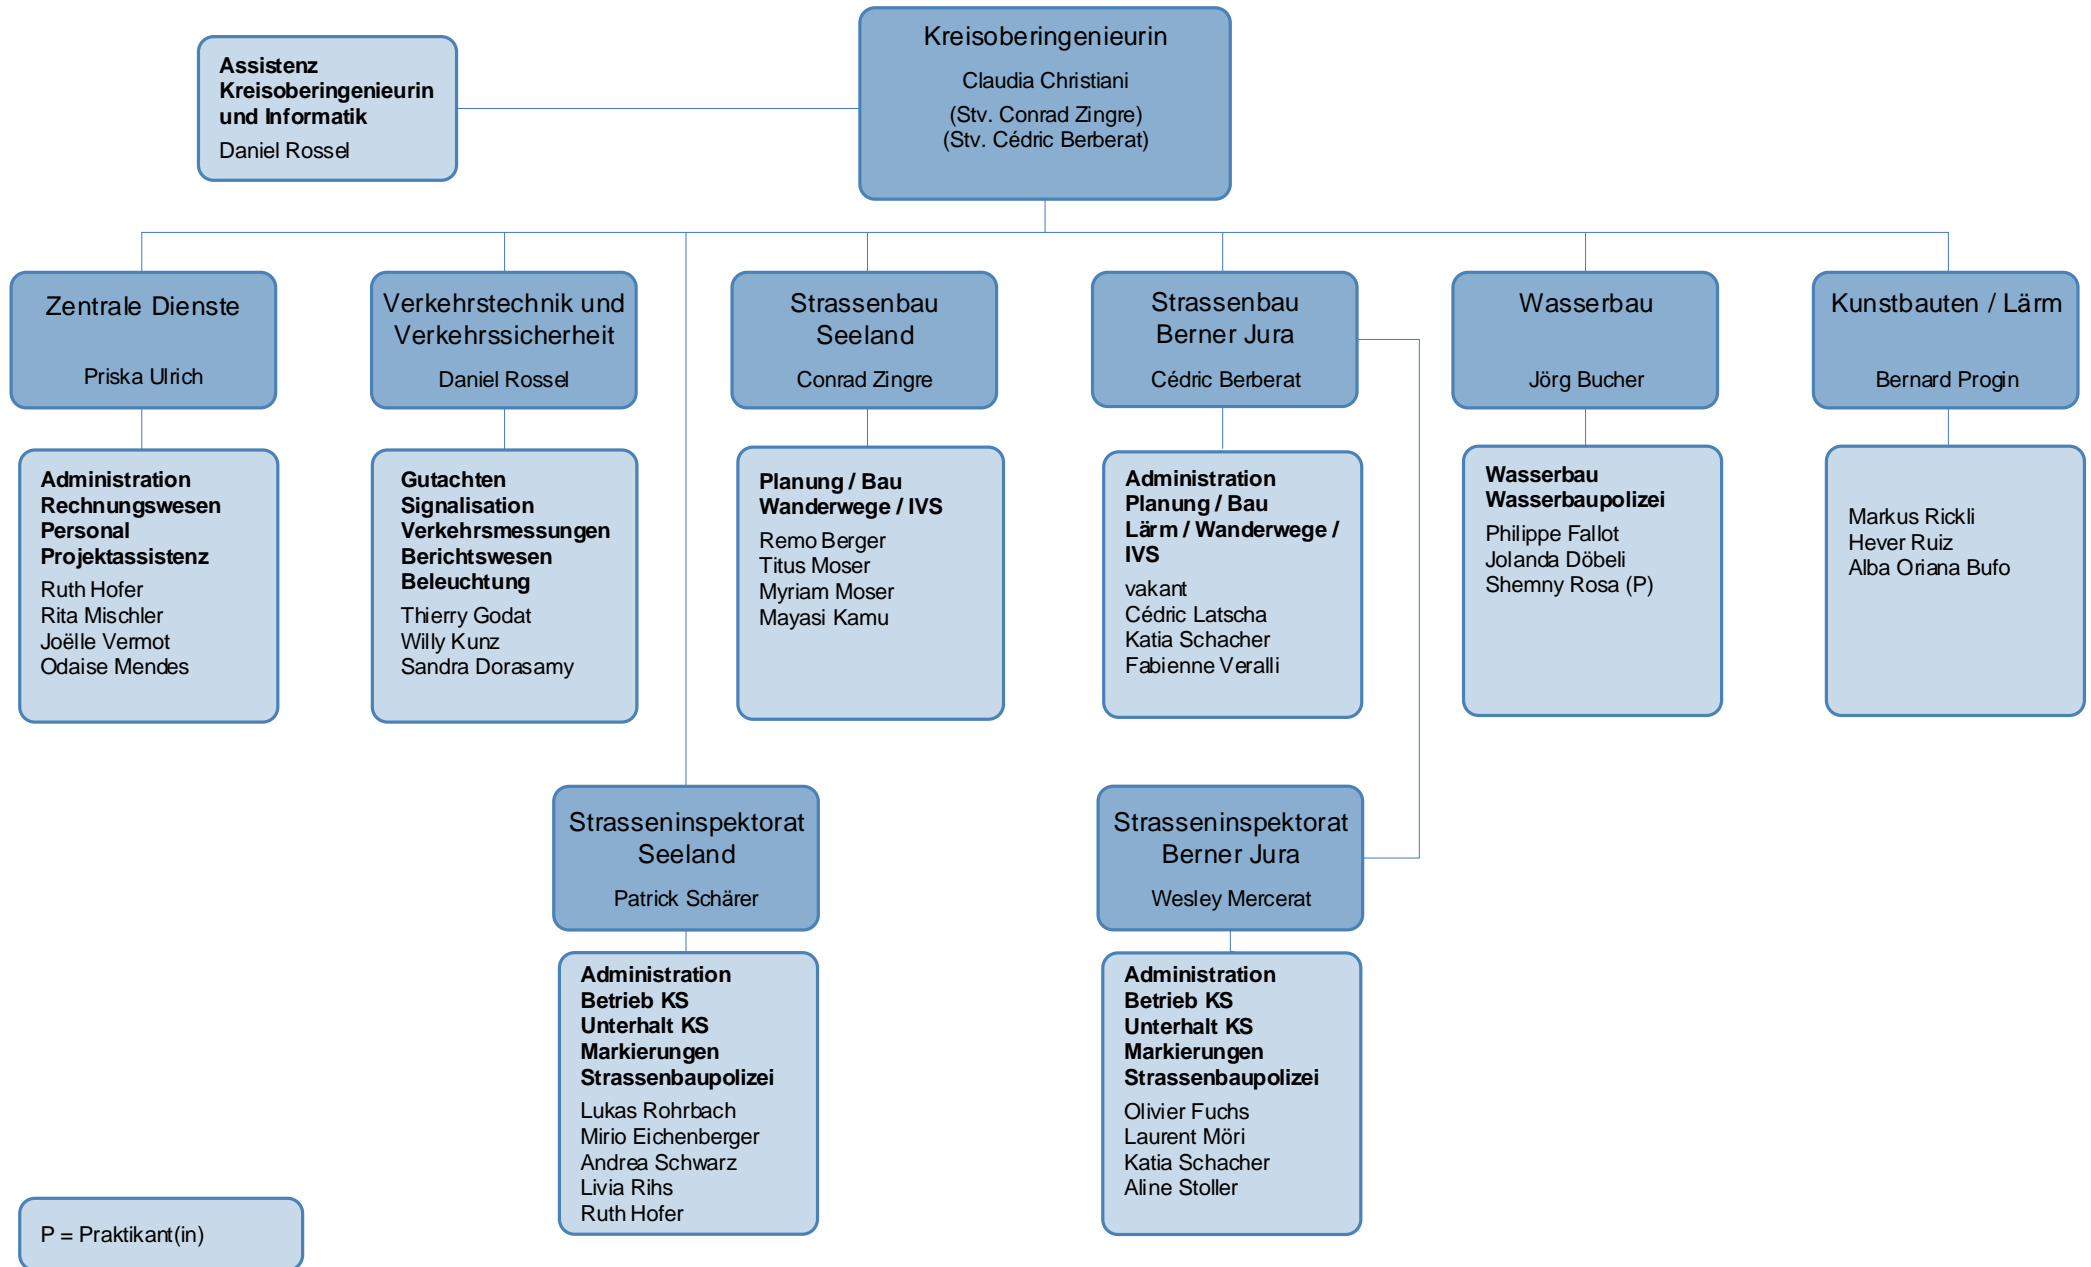 Kreisoberingenieurin
Claudia Christiani
(Stv. Conrad Zingre)
(Stv. Cédric Berberat)
Assistenz
Kreisoberingenieurin
und Informatik
Daniel Rossel
Zentrale Dienste
Priska Ulrich
Verkehrstechnik und
Verkehrssicherheit
Daniel Rossel
Strassenbau
Seeland
Conrad Zingre
Strassenbau
Berner Jura
Cédric Berberat
Wasserbau
Jörg Bucher
Kunstbauten / Lärm
Bernard Progin
Administration
Rechnungswesen
Personal
Projektassistenz
Ruth Hofer
Rita Mischler
Joëlle Vermot
Odaise Mendes
Gutachten
Signalisation
Verkehrsmessungen
Berichtswesen
Beleuchtung
Thierry Godat
Willy Kunz
Sandra Dorasamy
Planung / Bau
Wanderwege / IVS
Remo Berger
Titus Moser
Myriam Moser
Mayasi Kamu
Administration
Planung / Bau
Lärm / Wanderwege /
IVS
vakant
Cédric Latscha
Katia Schacher
Fabienne Veralli
Wasserbau
Wasserbaupolizei
Philippe Fallot
Jolanda Döbeli
Shemny Rosa (P)
Markus Rickli
Hever Ruiz
Alba Oriana Bufo
Strasseninspektorat
Seeland
Patrick Schärer
Strasseninspektorat
Berner Jura
Wesley Mercerat
Administration
Betrieb KS
Unterhalt KS
Markierungen
Strassenbaupolizei
Lukas Rohrbach
Mirio Eichenberger
Andrea Schwarz
Livia Rihs
Ruth Hofer
Administration
Betrieb KS
Unterhalt KS
Markierungen
Strassenbaupolizei
Olivier Fuchs
Laurent Möri
Katia Schacher
Aline Stoller
P = Praktikant(in)